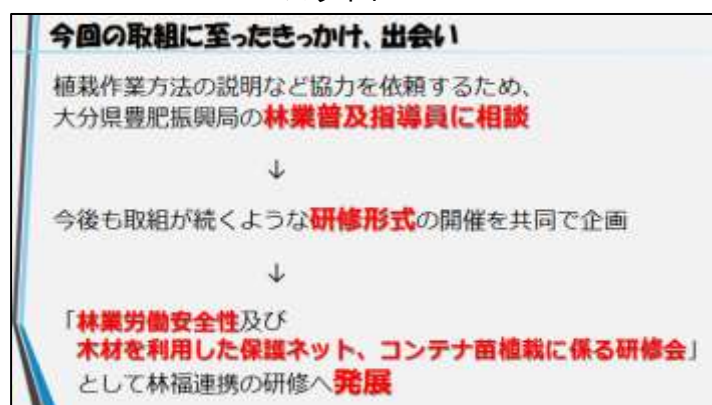 今回の取組に至ったきっかけ、出会い
植栽作業方法の説明など協力を依頼するため、
大分県豊肥振興局の林業普及指導員に相談
↓
今後も取組が続くような研修形式の開催を共同で企画
↓
「林業労働安全性及び
木材を利用した保護ネット、コンテナ苗植栽に係る研修会」
として林福連携の研修へ発展